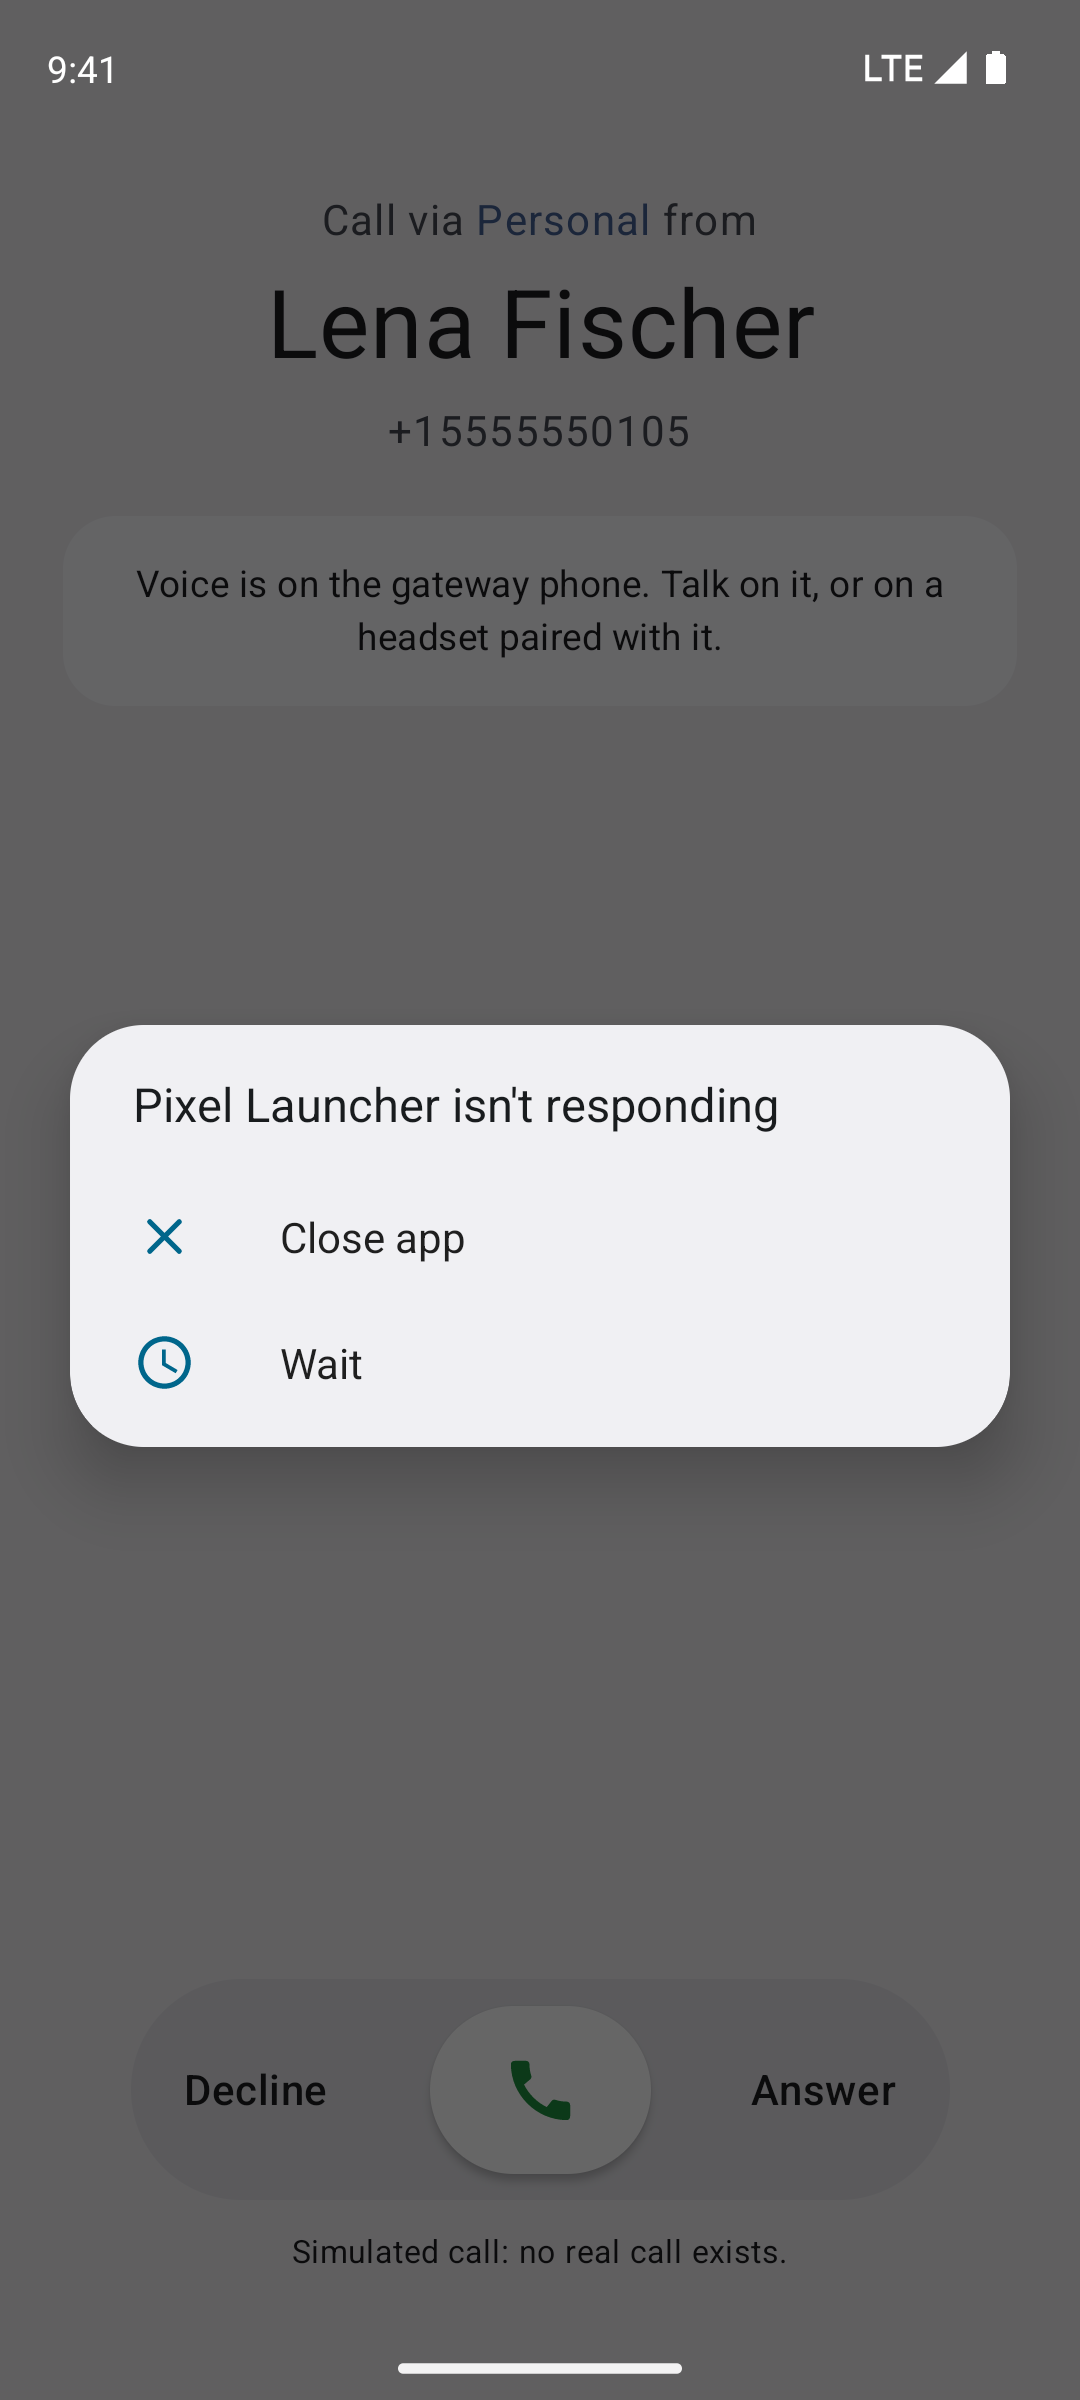 9:41
LTE
Call via Personal from
Lena Fischer
+15555550105
Voice is on the gateway phone. Talk on it, or on a
headset paired with it.
Pixel Launcher isn't responding
Close app
Wait
Decline
Answer
Simulated call: no real call exists.